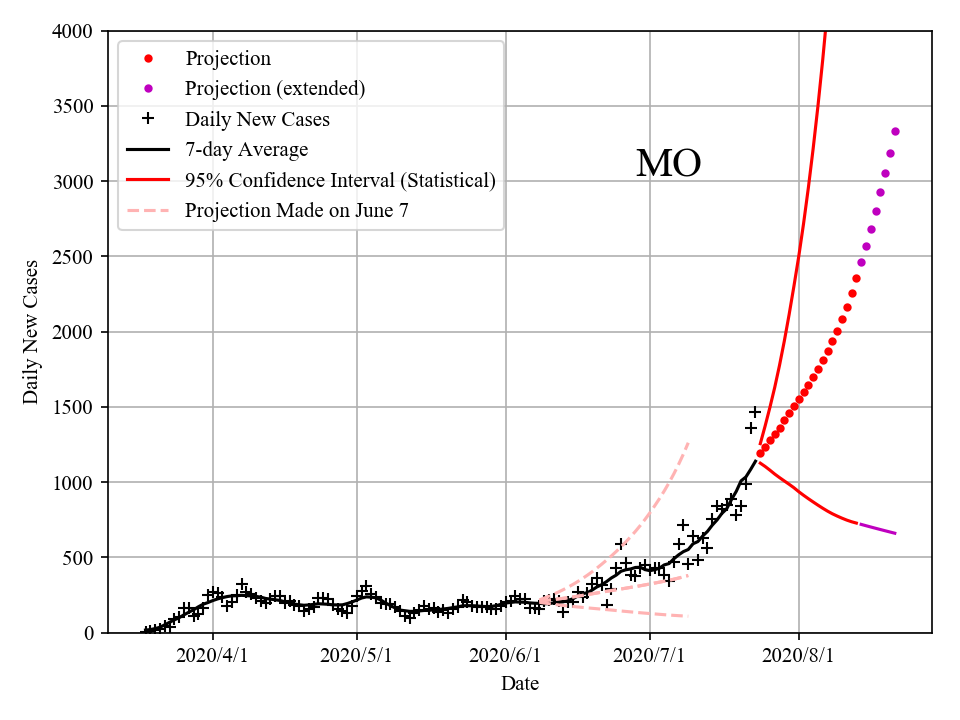 4000
3500
3000
2500
2000
1500
1000
500
0
Daily New Cases
Projection
Projection (extended)
Daily New Cases
7-day Average
95% Confidence Interval (Statistical)
Projection Made on June 7
MO
2020/4/1 2020/5/1 2020/6/1 2020/7/1 2020/8/1
Date